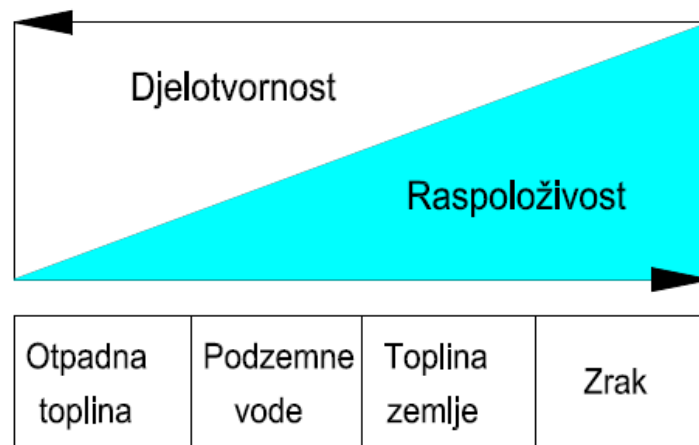 Djelotvornost
Raspoloživost
Otpadna
toplina
Podzemne
vode
Toplina
zemlje
Zrak